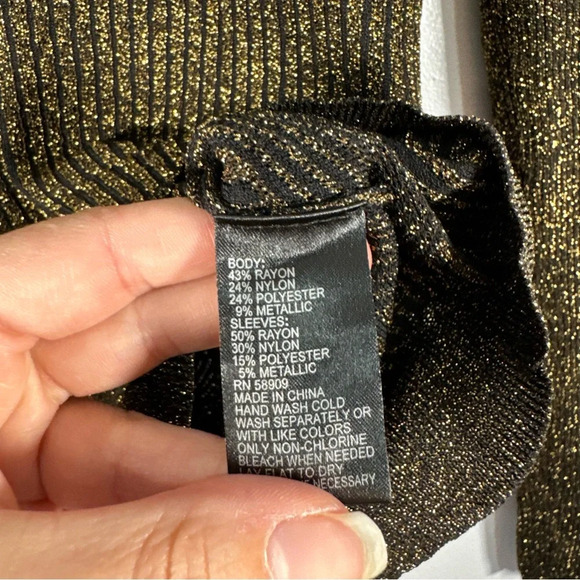 BODY:
43% RAYON
24% NYLON
24% POLYESTER
9% METALLIC
SLEEVES:
50% RAYON
30% NYLON
15% POLYESTER
5% METALLIC
RN 58909
MADE IN CHINA
HAND WASH COLD
WASH SEPARATELY OR
WITH LIKE COLORS
ONLY NON-CHLORINE
BLEACH WHEN NEEDED
LAY FLAT TO DRY
NECESSARY